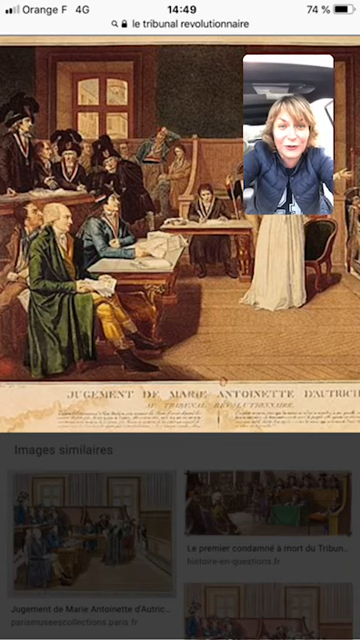 Orange F 4G 14:49 74 %
le tribunal revolutionnaire
JUGEMENT DE MARIE ANTOINETTE D'AUTRICH
AU TRIBUNAL REVOLUTIONNAIRE.
Images similaires
Le premier condamné à mort du Tribun...
histoire-en-questions.fr
Jugement de Marie Antoinette d'Autric...
parismuseescollections.paris.fr